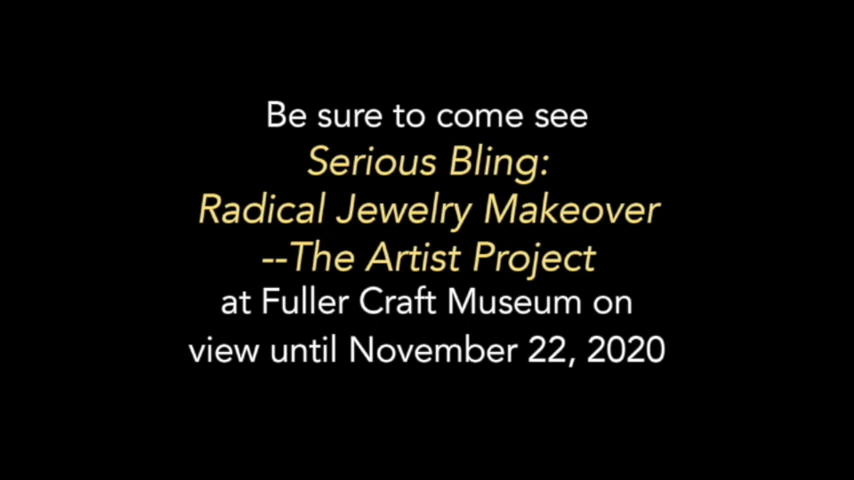 Be sure to come see
Serious Bling:
Radical Jewelry Makeover
--The Artist Project
at Fuller Craft Museum on
view until November 22, 2020